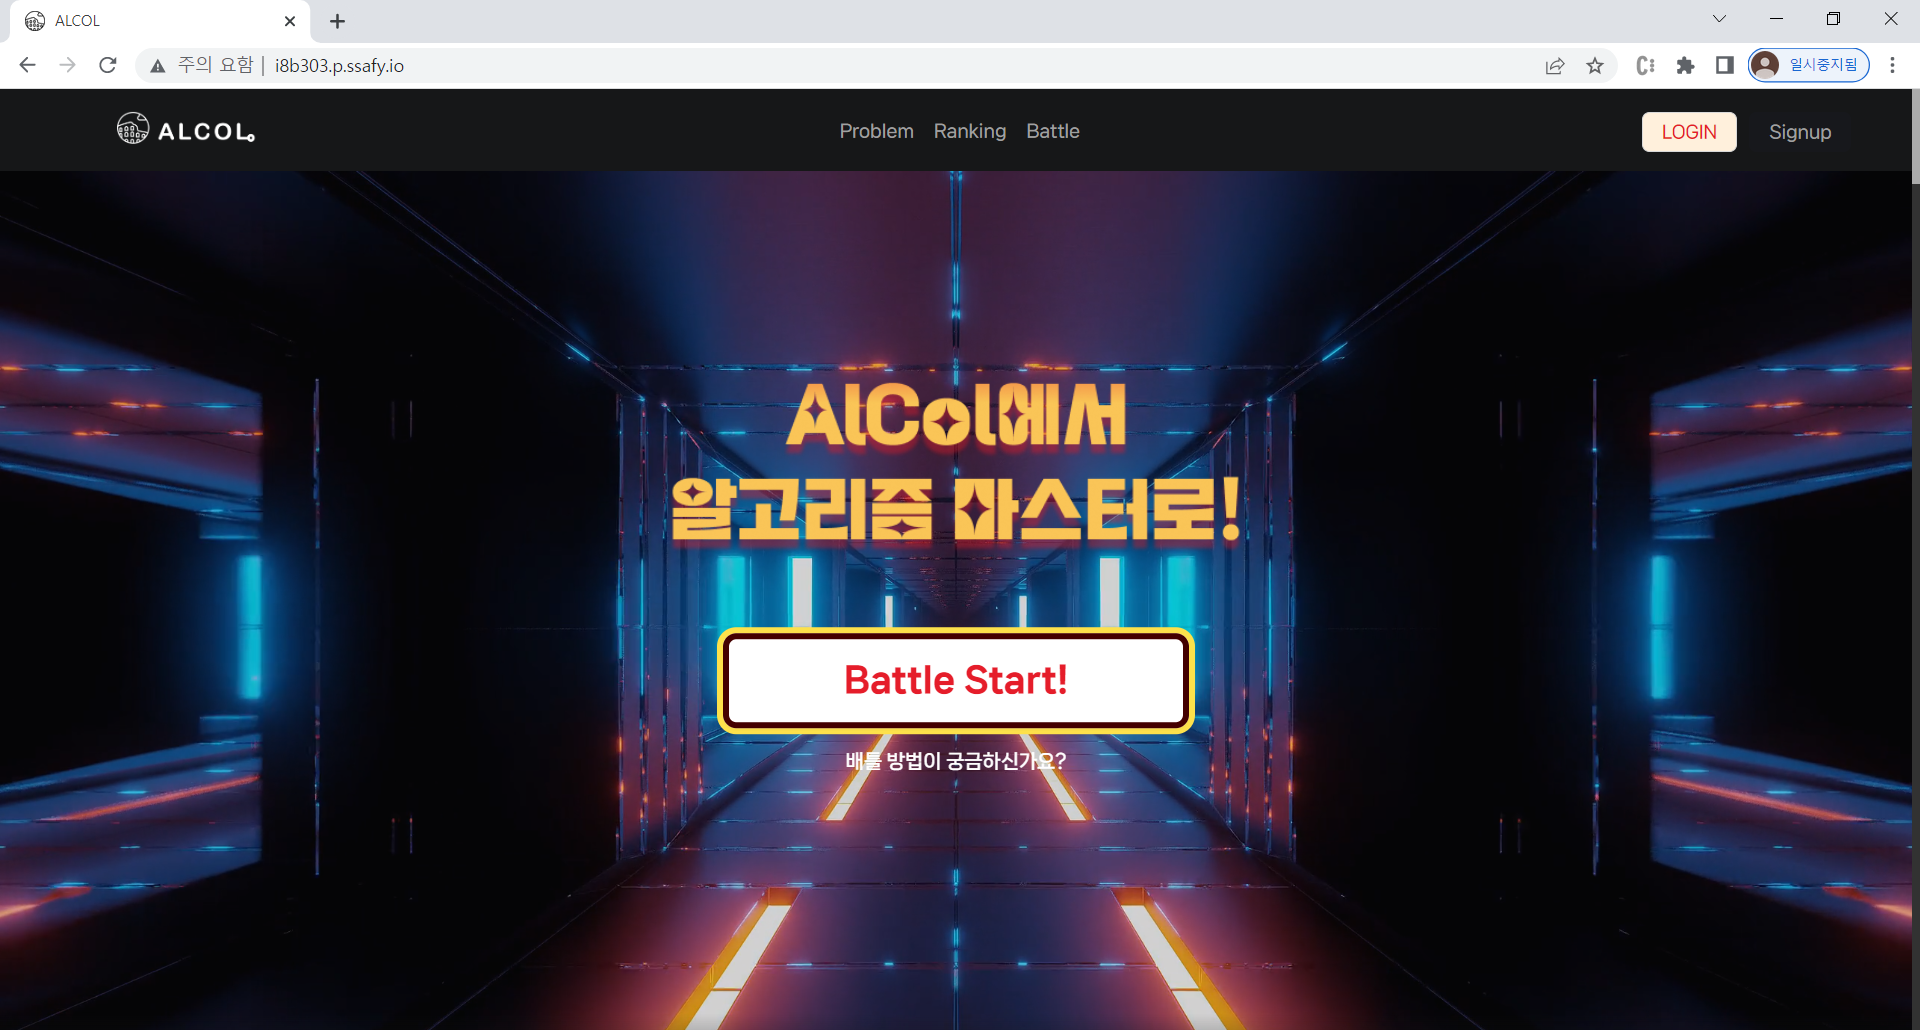 ALCOL
주의 요함 | i8b303.p.ssafy.io
일시중지됨
ALCOL
Problem Ranking Battle
LOGIN Signup
AlCol에서
알고리즘 마스터로!
Battle Start!
배틀 방법이 궁금하신가요?